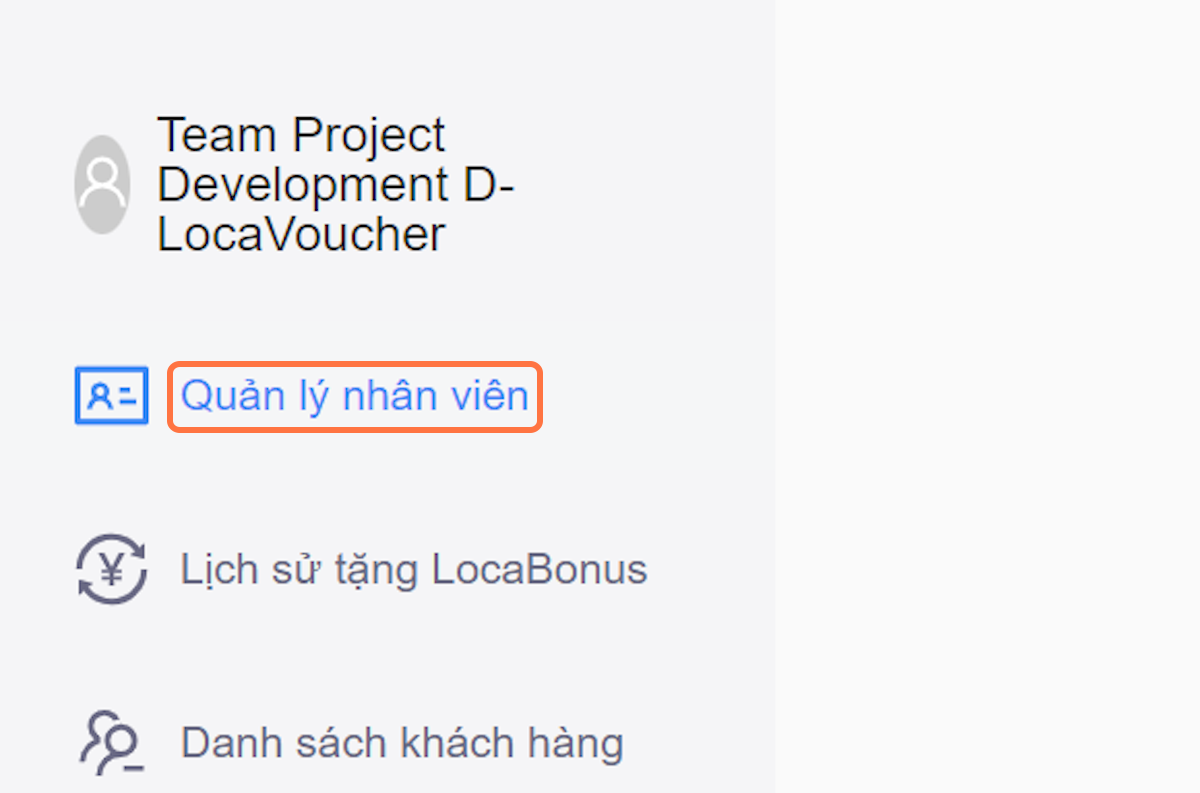 Team Project
Development D-
LocaVoucher
Quản lý nhân viên
Lịch sử tặng LocaBonus
Danh sách khách hàng